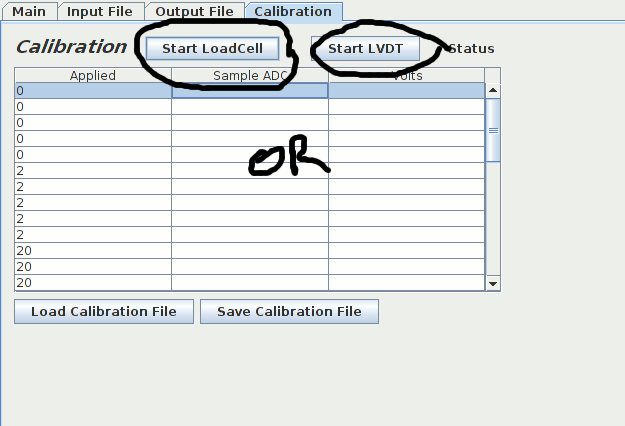 Main Input File Output File Calibration
Calibration Start LoadCell Start LVDT Status
Applied Sample ADC Volts
0
0
0
0
0
OR
2
2
2
2
2
20
20
20
Load Calibration File Save Calibration File